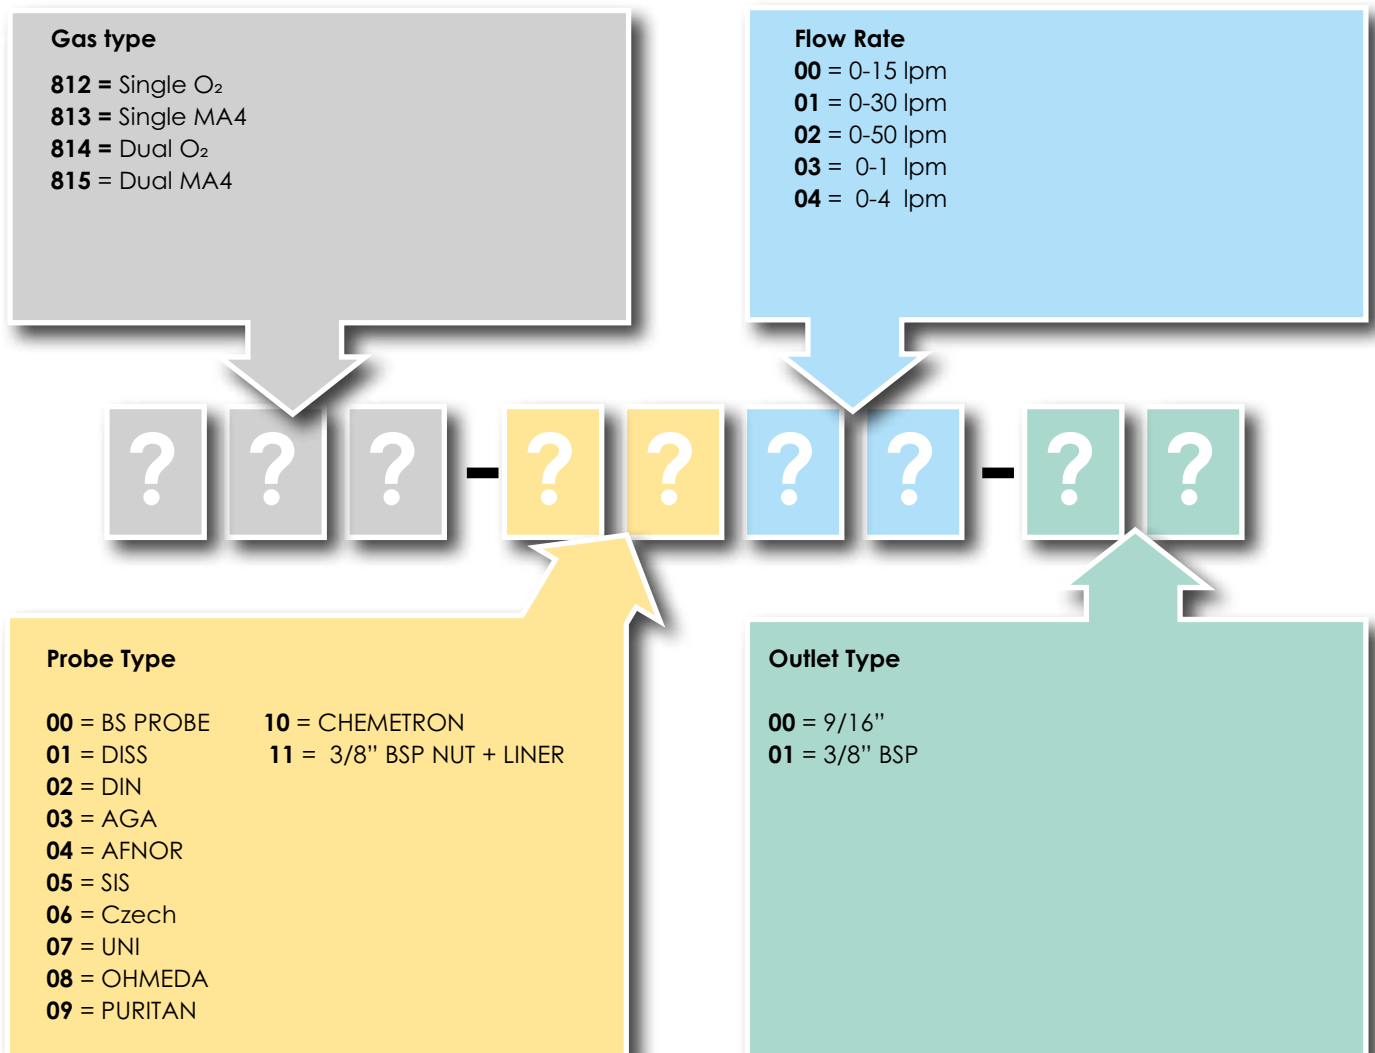 Gas type
812 = Single O₂
813 = Single MA4
814 = Dual O₂
815 = Dual MA4
Flow Rate
00 = 0-15 lpm
01 = 0-30 lpm
02 = 0-50 lpm
03 = 0-1 lpm
04 = 0-4 lpm
? ? ? - ? ? ? ? - ? ?
Probe Type
00 = BS PROBE
01 = DISS
02 = DIN
03 = AGA
04 = AFNOR
05 = SIS
06 = Czech
07 = UNI
08 = OHMEDA
09 = PURITAN
10 = CHEMETRON
11 = 3/8” BSP NUT + LINER
Outlet Type
00 = 9/16”
01 = 3/8” BSP